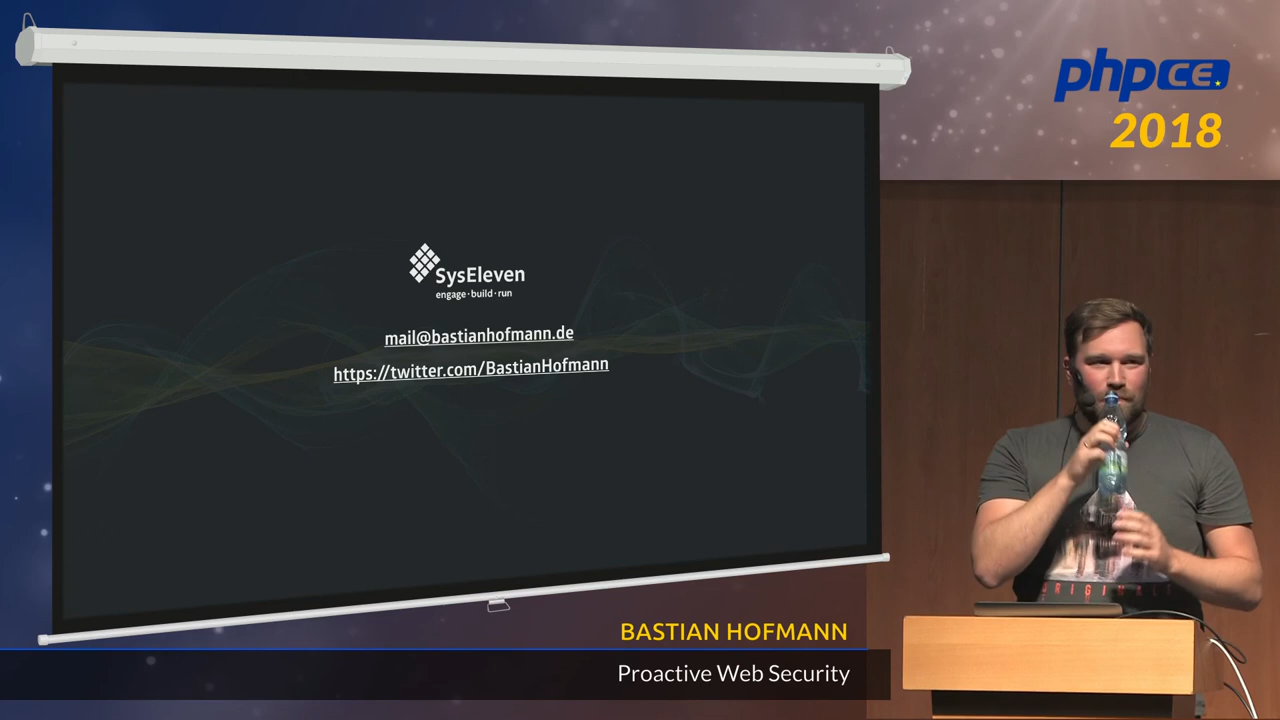 phpCE.
2018
SysEleven
engage·build·run
mail@bastianhofmann.de
https://twitter.com/BastianHofmann
BASTIAN HOFMANN
Proactive Web Security